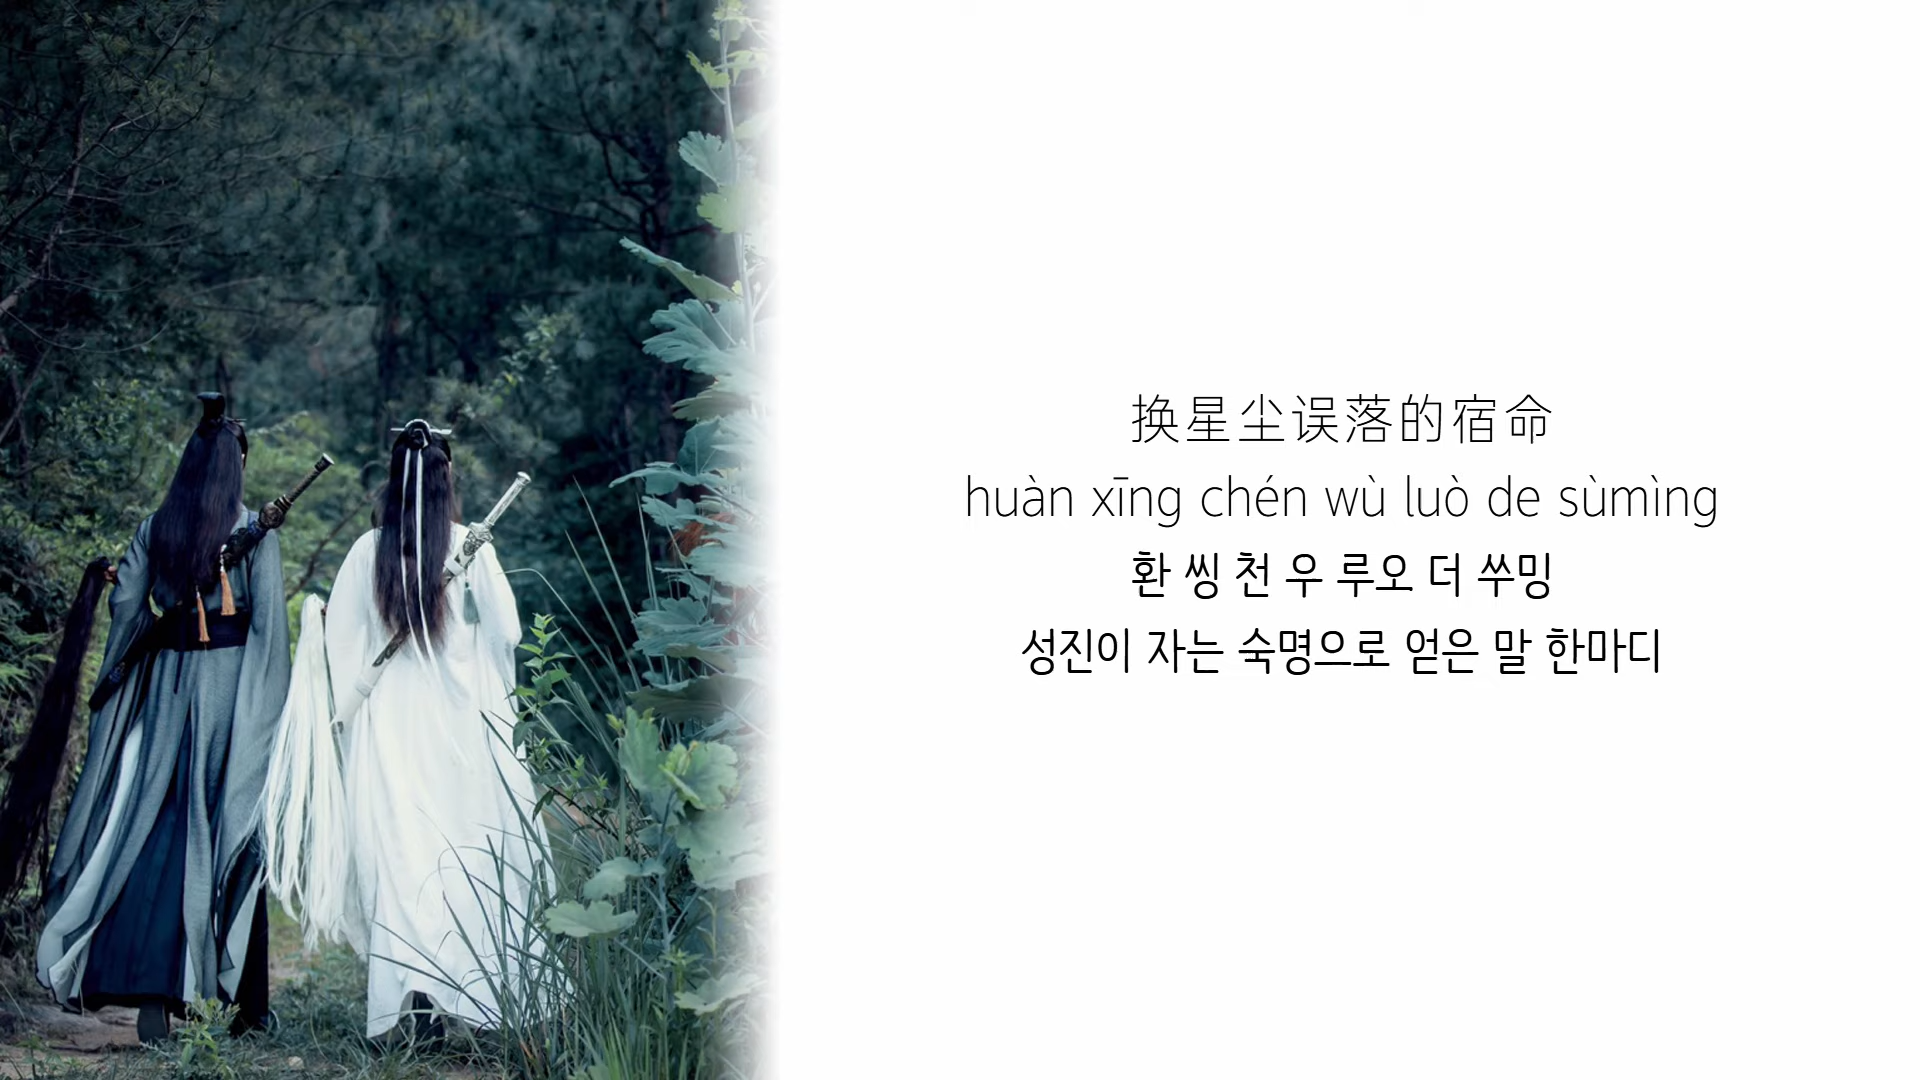 换星尘误落的宿命
huàn xīng chén wù luò de sùmìng
환 씽 천 우 루오 더 쑤밍
성진이 자는 숙명으로 얻은 말 한마디